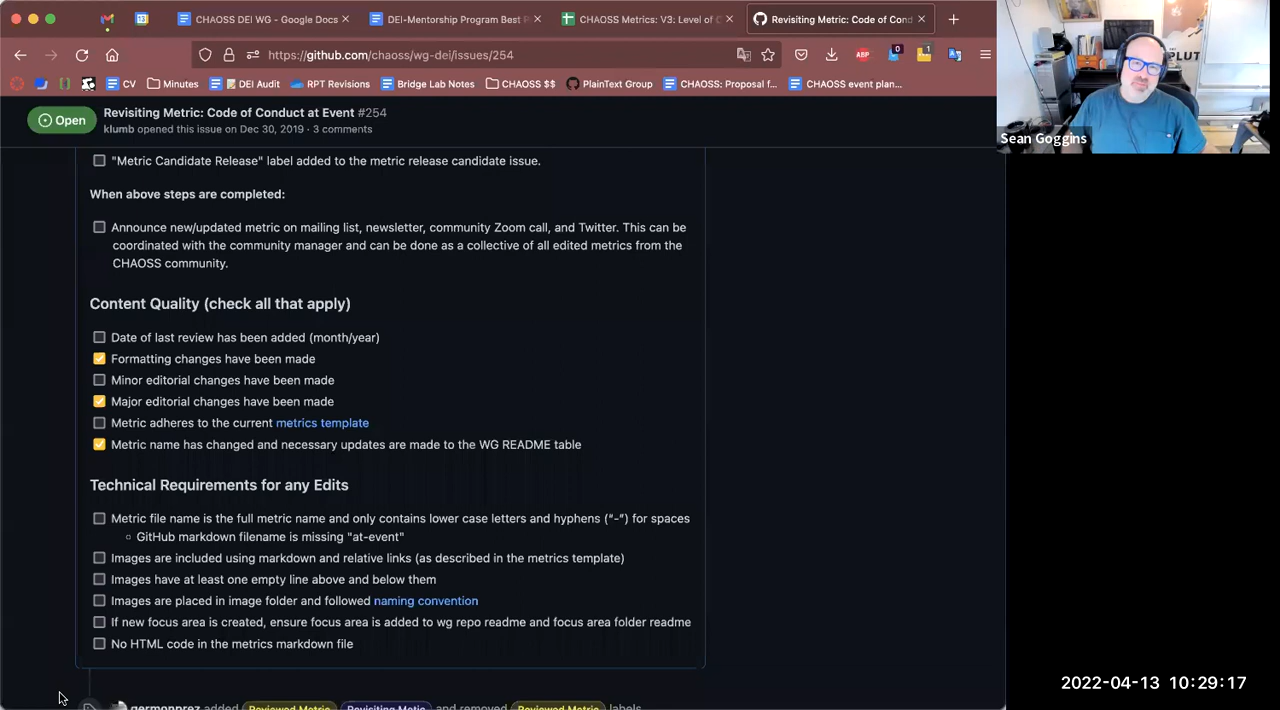 CHAOSS DEI WG - Google Docs
DEI-Mentorship Program Best P
CHAOSS Metrics: V3: Level of C
Revisiting Metric: Code of Cond
https://github.com/chaoss/wg-dei/issues/254
ABP
0
1
CV
Minutes
DEI Audit
RPT Revisions
Bridge Lab Notes
CHAOSS $$
PlainText Group
CHAOSS: Proposal f...
CHAOSS event plan...
PLUT
Sean Goggins
Open
Revisiting Metric: Code of Conduct at Event #254
klumb opened this issue on Dec 30, 2019 · 3 comments
"Metric Candidate Release" label added to the metric release candidate issue.
When above steps are completed:
Announce new/updated metric on mailing list, newsletter, community Zoom call, and Twitter. This can be
coordinated with the community manager and can be done as a collective of all edited metrics from the
CHAOSS community.
Content Quality (check all that apply)
Date of last review has been added (month/year)
Formatting changes have been made
Minor editorial changes have been made
Major editorial changes have been made
Metric adheres to the current metrics template
Metric name has changed and necessary updates are made to the WG README table
Technical Requirements for any Edits
Metric file name is the full metric name and only contains lower case letters and hyphens (“-”) for spaces
GitHub markdown filename is missing "at-event"
Images are included using markdown and relative links (as described in the metrics template)
Images have at least one empty line above and below them
Images are placed in image folder and followed naming convention
If new focus area is created, ensure focus area is added to wg repo readme and focus area folder readme
No HTML code in the metrics markdown file
germonprez added Reviewed Metric Revisiting Metic and removed Reviewed Metric labels
2022-04-13 10:29:17